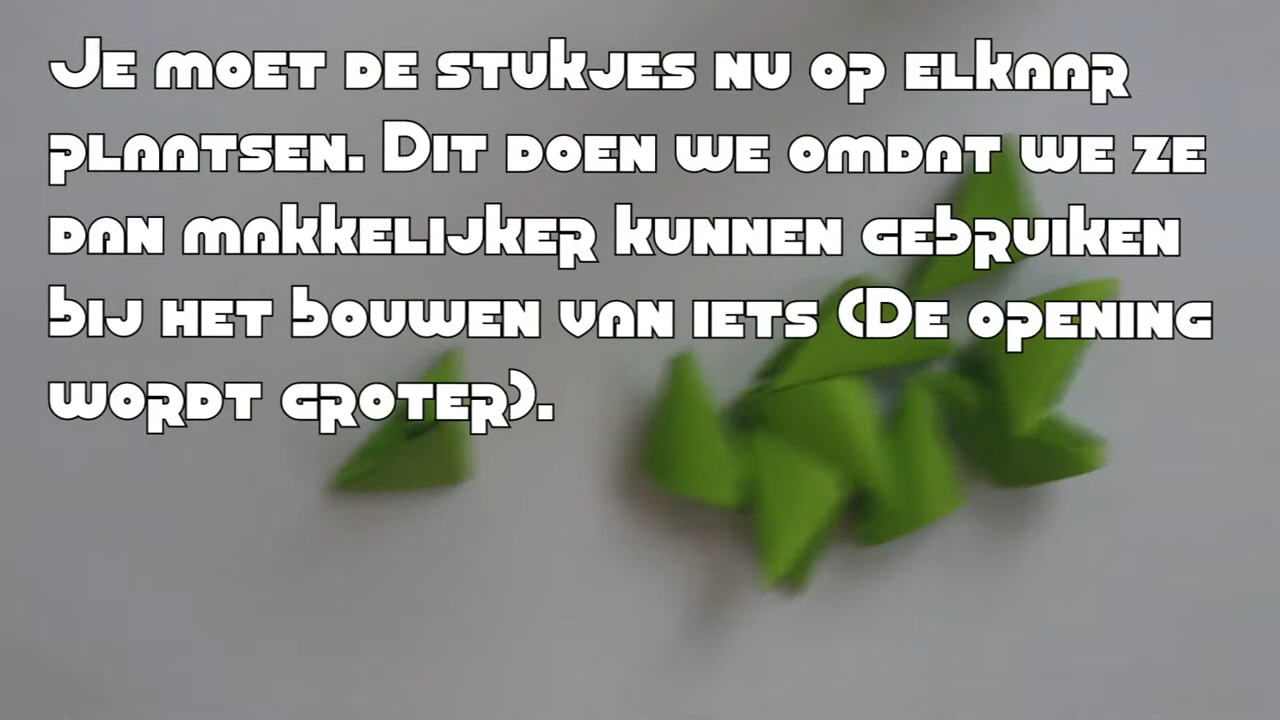 Je moet de stukjes nu op elkaar
plaatsen. Dit doen we omdat we ze
dan makkelijker kunnen gebruiken
bij het bouwen van iets (De opening
wordt groter).